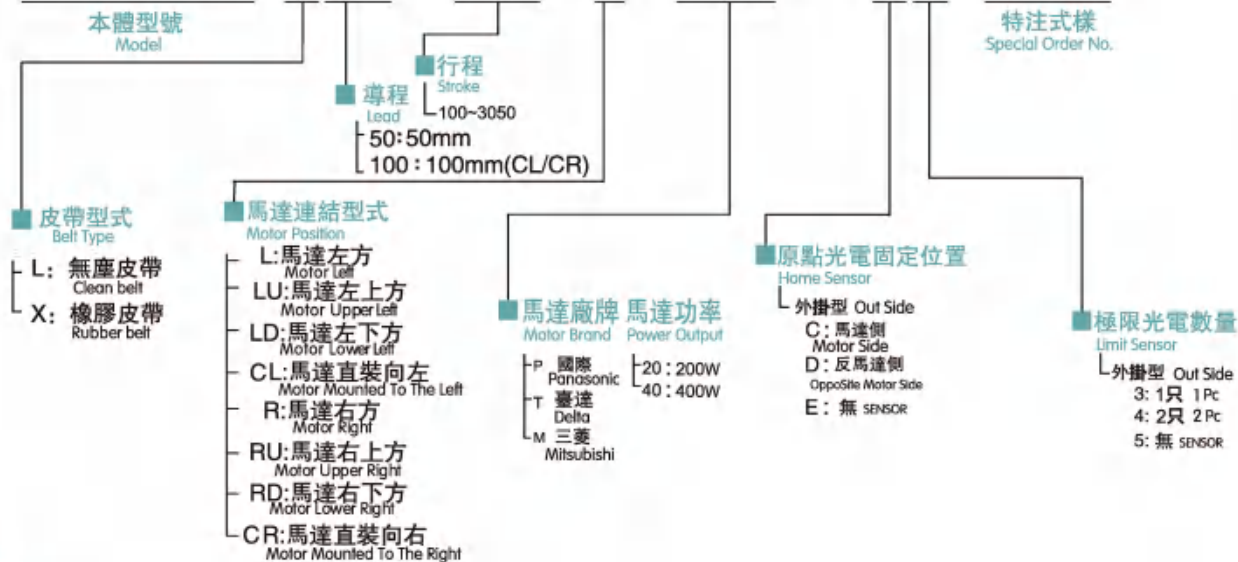 本體型號
Model
特注式樣
Special Order No.
行程
Stroke
100~3050
導程
Lead
50:50mm
100:100mm(CL/CR)
皮帶型式
Belt Type
L: 無塵皮帶
Clean belt
X: 橡膠皮帶
Rubber belt
馬達連結型式
Motor Position
L:馬達左方
Motor Left
LU:馬達左上方
Motor Upper Left
LD:馬達左下方
Motor Lower Left
CL:馬達直裝向左
Motor Mounted To The Left
R:馬達右方
Motor Right
RU:馬達右上方
Motor Upper Right
RD:馬達右下方
Motor Lower Right
CR:馬達直裝向右
Motor Mounted To The Right
馬達廠牌 馬達功率
Motor Brand Power Output
P 國際 20:200W
Panasonic
T 臺達 40:400W
Delta
M 三菱
Mitsubishi
原點光電固定位置
Home Sensor
外掛型 Out Side
C:馬達側
Motor Side
D:反馬達側
OppoSite Motor Side
E: 無 SENSOR
極限光電數量
Limit Sensor
外掛型 Out Side
3: 1只 1 Pc
4: 2只 2 Pc
5: 無 SENSOR